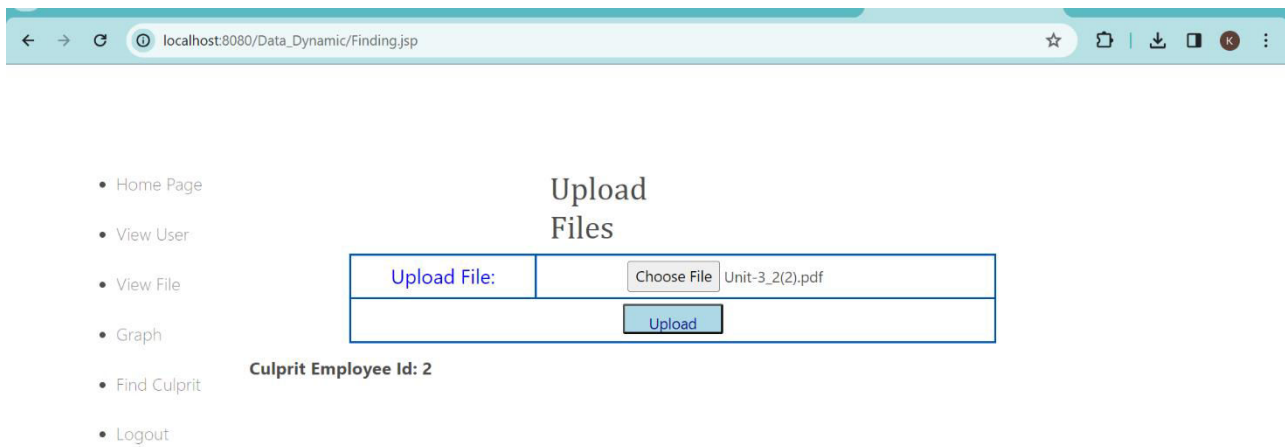 localhost:8080/Data_Dynamic/Finding.jsp
K
Home Page
View User
View File
Graph
Find Culprit
Logout
Upload
Files
Upload File:
Choose File Unit-3_2(2).pdf
Upload
Culprit Employee Id: 2